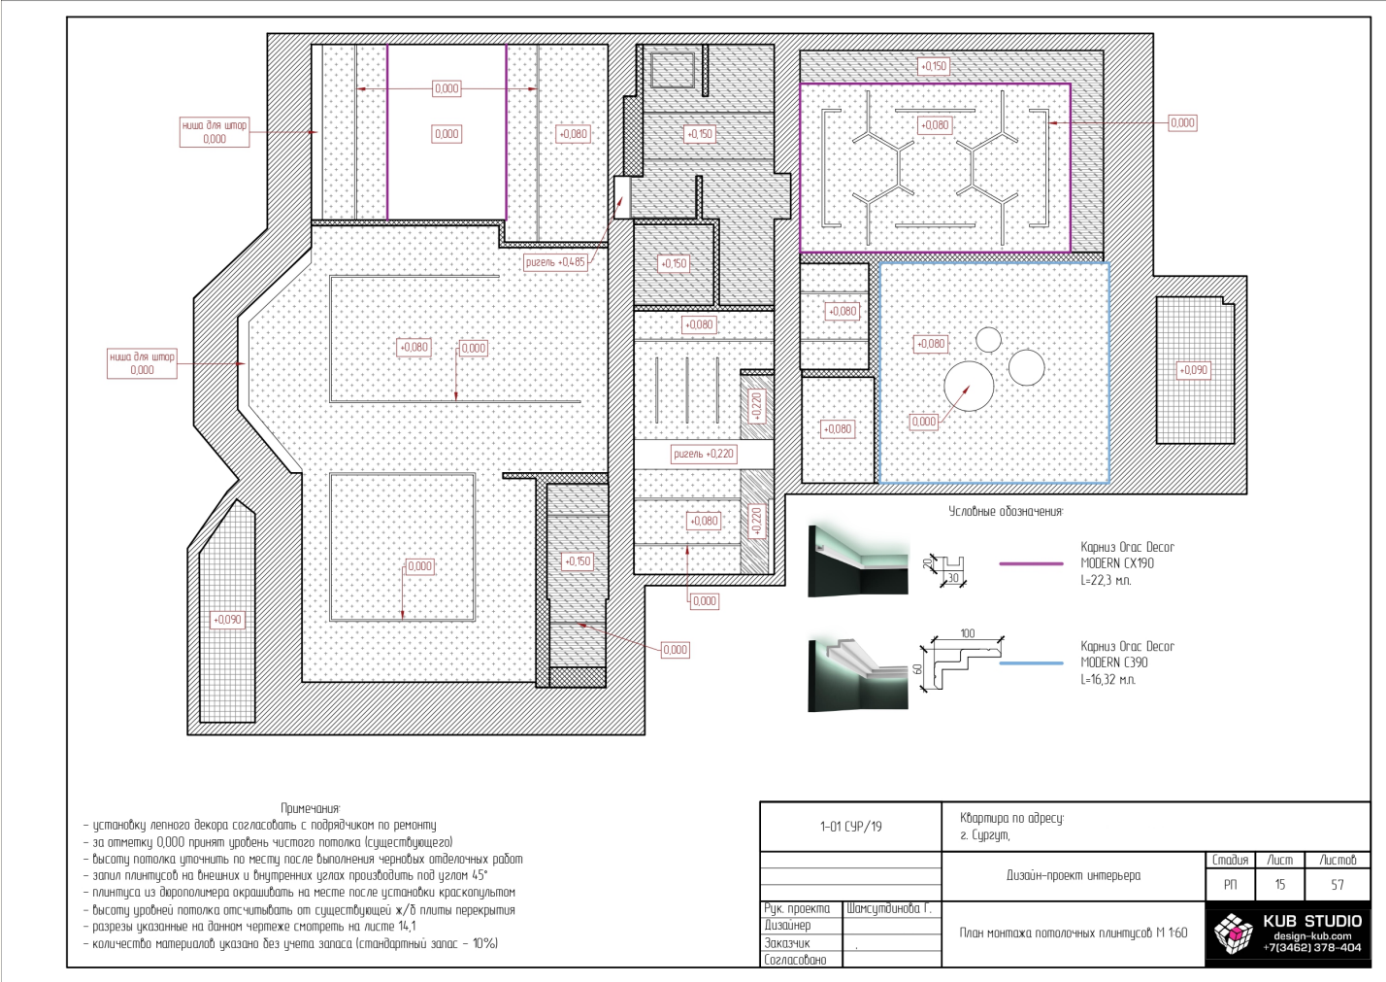 +0,150
0,000
ниша для штор
0,000
0,000
+0,080
+0,150
+0,080
0,000
ригель +0,485
+0,150
+0,080
+0,080
+0,080
ниша для штор
0,000
+0,080
0,000
+0,090
+0,220
0,000
+0,080
ригель +0,220
+0,080
+0,220
Условные обозначения:
+0,150
0,000
Карниз Orac Decor
MODERN CX190
L=22,3 м.п.
20
30
0,000
+0,090
0,000
100
60
Карниз Orac Decor
MODERN C390
L=16,32 м.п.
Примечания:
- установку лепного декора согласовать с подрядчиком по ремонту
- за отметку 0,000 принят уровень чистого потолка (существующего)
- высоту потолка уточнить по месту после выполнения черновых отделочных работ
- запил плинтусов на внешних и внутренних углах производить под углом 45°
- плинтуса из дюрополимера окрашивать на месте после установки краскопультом
- высоту уровней потолка отсчитывать от существующей ж/б плиты перекрытия
- разрезы указанные на данном чертеже смотреть на листе 14,1
- количество материалов указано без учета запаса (стандартный запас - 10%)
1-01 СУР/19
Квартира по адресу:
г. Сургут,
Дизайн-проект интерьера
Стадия
Лист
Листов
РП
15
57
Рук. проекта
Шамсутдинова Г.
Дизайнер
Заказчик
Согласовано
План монтажа потолочных плинтусов М 1:60
KUB STUDIO
design-kub.com
+7(3462) 378-404